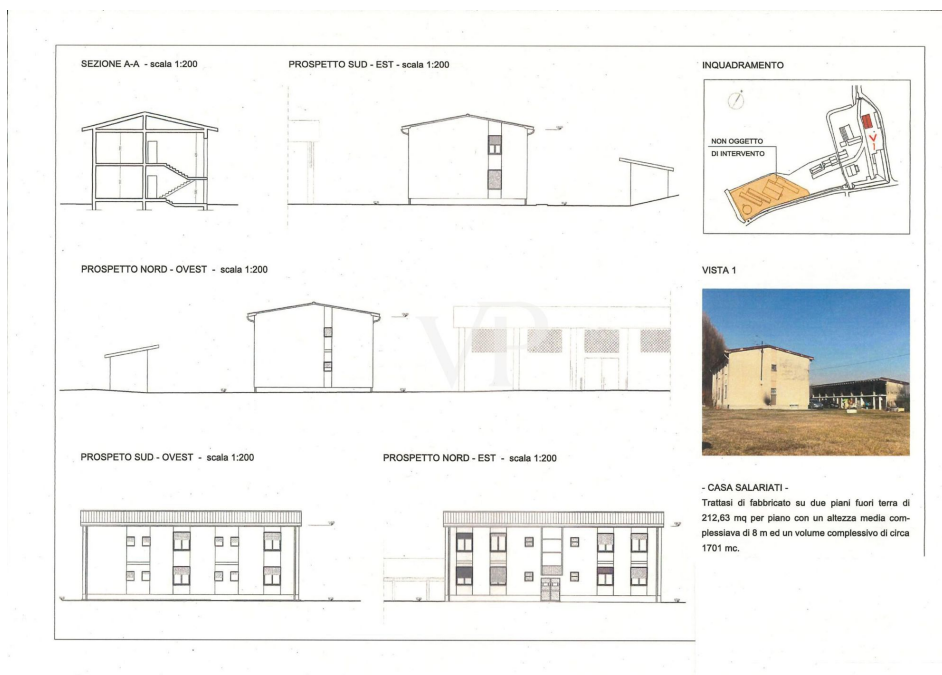 SEZIONE A-A - scala 1:200
PROSPETTO SUD - EST - scala 1:200
INQUADRAMENTO
NON OGGETTO
DI INTERVENTO
V
1
PROSPETTO NORD - OVEST - scala 1:200
VISTA 1
VP
PROSPETO SUD - OVEST - scala 1:200
PROSPETTO NORD - EST - scala 1:200
- CASA SALARIATI -
Trattasi di fabbricato su due piani fuori terra di
212,63 mq per piano con un altezza media com-
plessiava di 8 m ed un volume complessivo di circa
1701 mc.